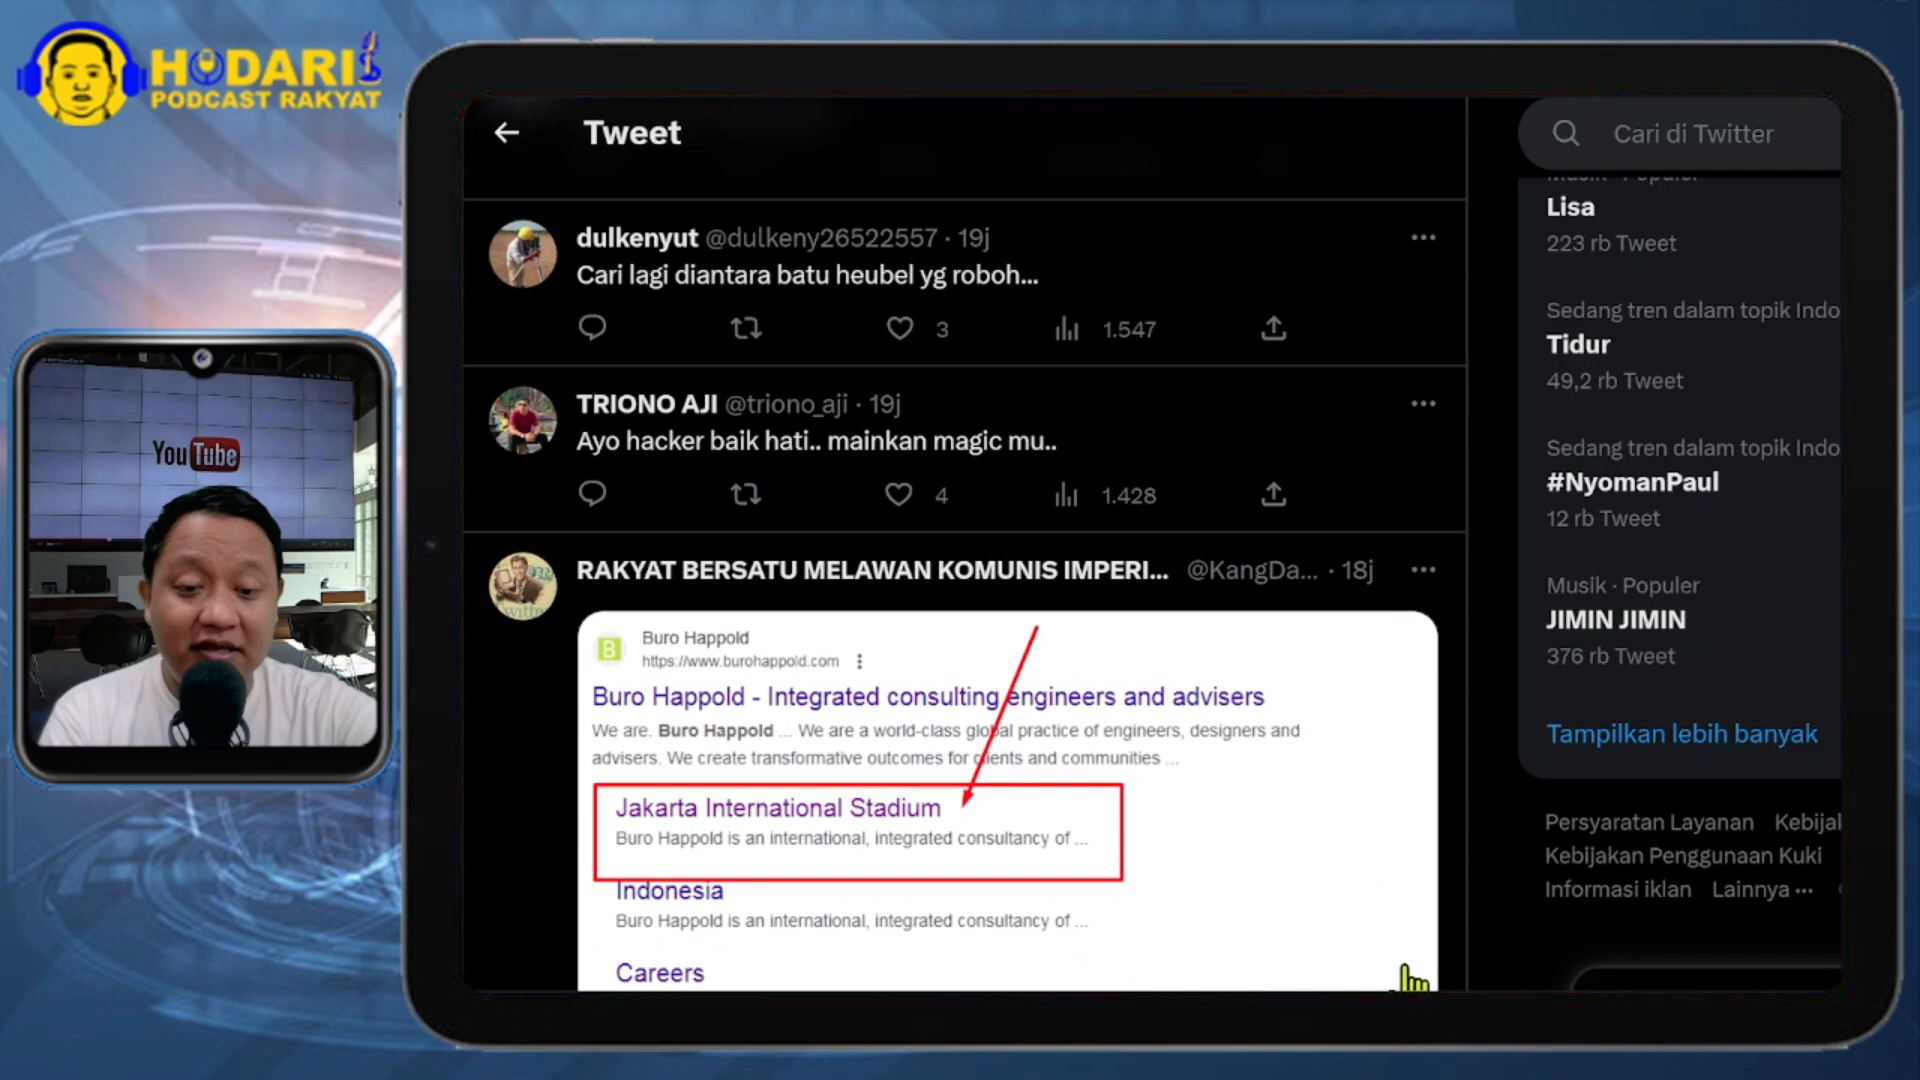 HODARI
PODCAST RAKYAT
YouTube
Tweet
dulkenyut @dulkeny26522557 · 19j
Cari lagi diantara batu heubel yg roboh...
3 1.547
TRIONO AJI @triono_aji · 19j
Ayo hacker baik hati.. mainkan magic mu..
4 1.428
RAKYAT BERSATU MELAWAN KOMUNIS IMPERI... @KangDa... · 18j
Buro Happold
https://www.burohappold.com
Buro Happold - Integrated consulting engineers and advisers
We are. Buro Happold ... We are a world-class global practice of engineers, designers and
advisers. We create transformative outcomes for clients and communities ...
Jakarta International Stadium
Buro Happold is an international, integrated consultancy of ...
Indonesia
Buro Happold is an international, integrated consultancy of ...
Careers
Cari di Twitter
Musik · Populer
Lisa
223 rb Tweet
Sedang tren dalam topik Indo
Tidur
49,2 rb Tweet
Sedang tren dalam topik Indo
#NyomanPaul
12 rb Tweet
Musik · Populer
JIMIN JIMIN
376 rb Tweet
Tampilkan lebih banyak
Persyaratan Layanan Kebijak
Kebijakan Penggunaan Kuki
Informasi iklan Lainnya ...